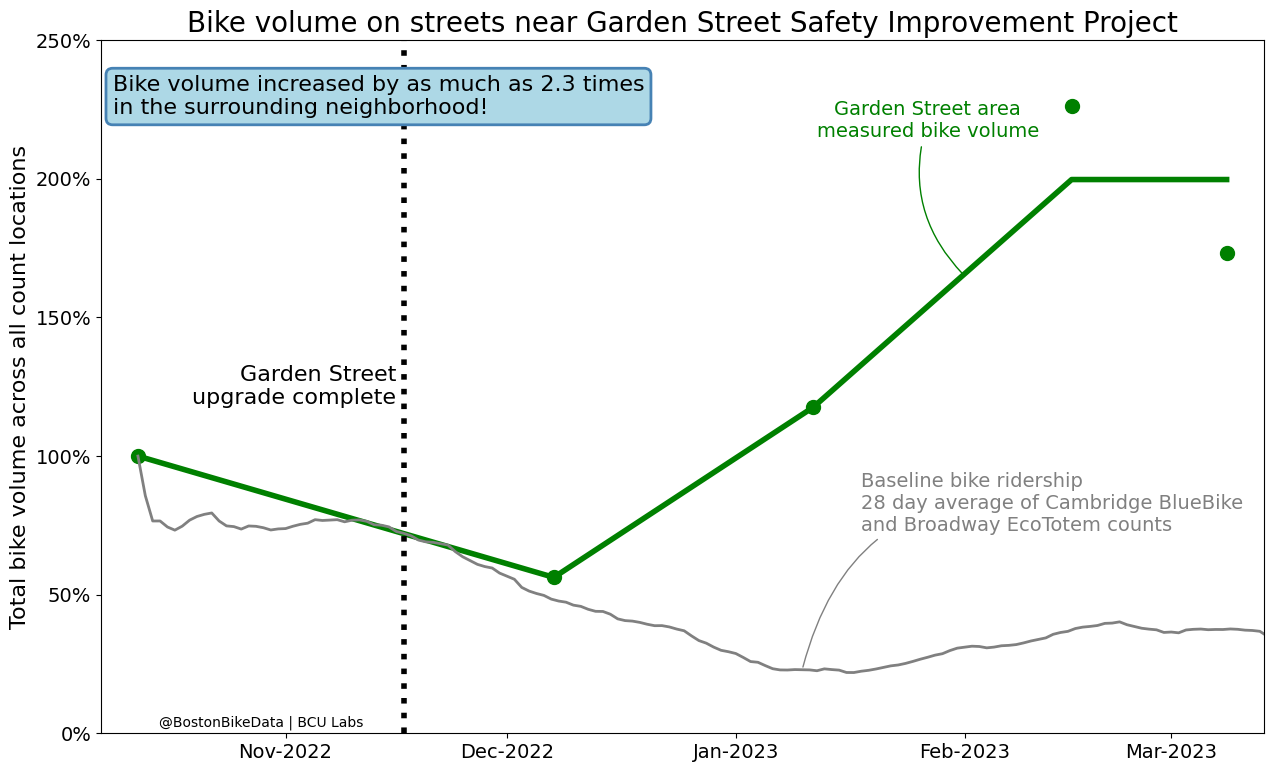 Bike volume on streets near Garden Street Safety Improvement Project
250%
Bike volume increased by as much as 2.3 times
in the surrounding neighborhood!
Garden Street area
measured bike volume
200%
Total bike volume across all count locations
150%
Garden Street
upgrade complete
100%
Baseline bike ridership
28 day average of Cambridge BlueBike
and Broadway EcoTotem counts
50%
@BostonBikeData | BCU Labs
0%
Nov-2022
Dec-2022
Jan-2023
Feb-2023
Mar-2023